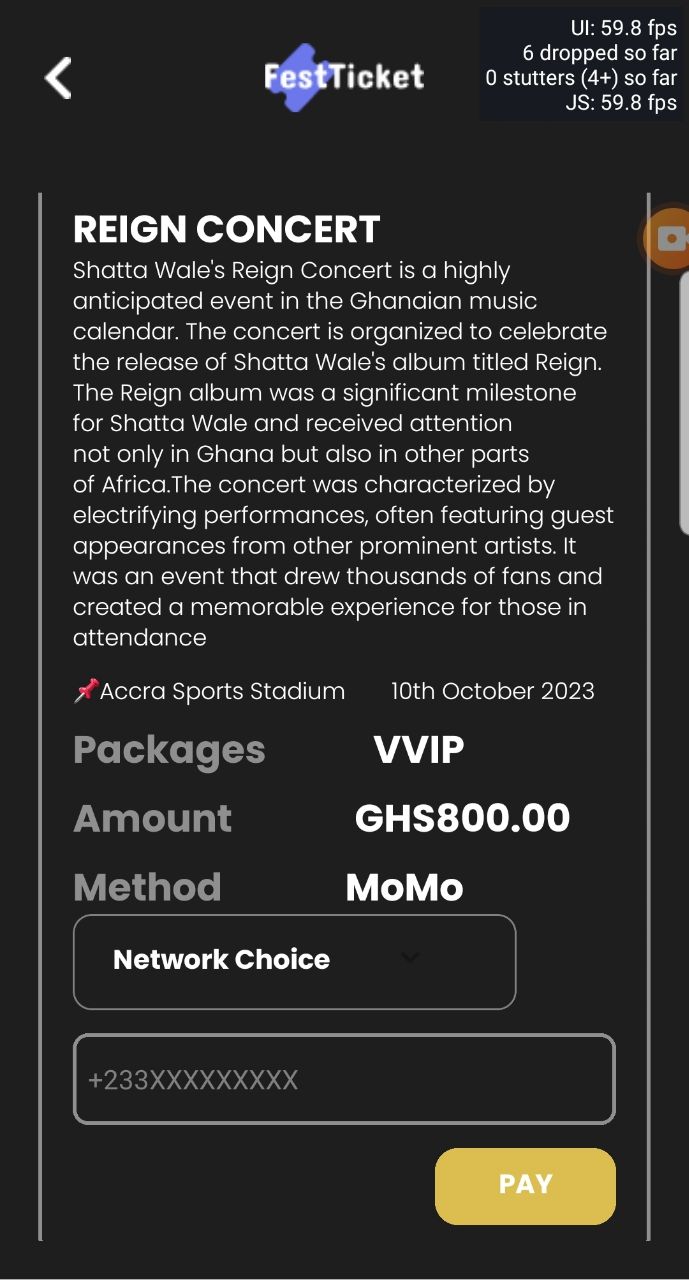 UI: 59.8 fps
6 dropped so far
0 stutters (4+) so far
JS: 59.8 fps
FestTicket
REIGN CONCERT
Shatta Wale's Reign Concert is a highly
anticipated event in the Ghanaian music
calendar. The concert is organized to celebrate
the release of Shatta Wale's album titled Reign.
The Reign album was a significant milestone
for Shatta Wale and received attention
not only in Ghana but also in other parts
of Africa.The concert was characterized by
electrifying performances, often featuring guest
appearances from other prominent artists. It
was an event that drew thousands of fans and
created a memorable experience for those in
attendance
📌Accra Sports Stadium 10th October 2023
Packages VVIP
Amount GHS800.00
Method MoMo
Network Choice
+233XXXXXXXXX
PAY